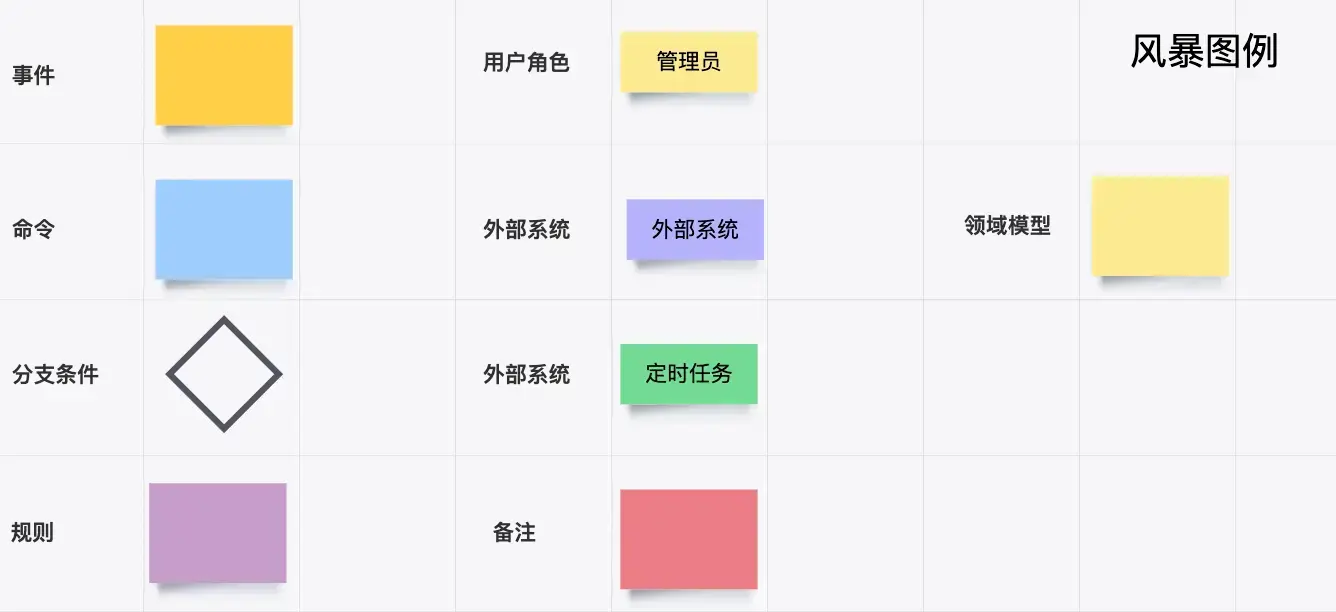 风暴图例
事件
用户角色
管理员
命令
外部系统
外部系统
领域模型
分支条件
外部系统
定时任务
规则
备注